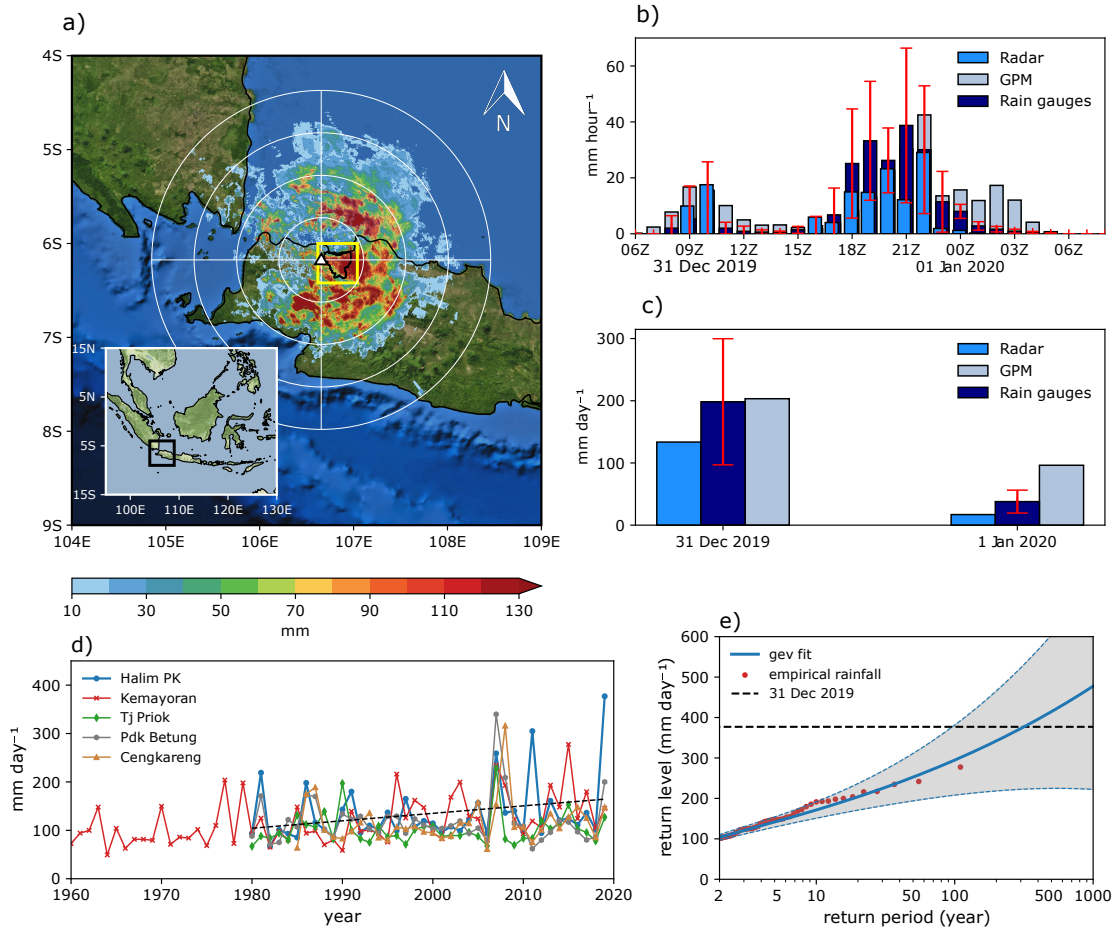 a)
4S
5S
6S
7S
8S
9S
104E 105E 106E 107E 108E 109E
N
15N
5N
5S
15S
100E 110E 120E 130E
10 30 50 70 90 110 130
mm
b)
mm hour⁻¹
60
40
20
0
Radar
GPM
Rain gauges
06Z 09Z 12Z 15Z 18Z 21Z 00Z 03Z 06Z
31 Dec 2019 01 Jan 2020
c)
mm day⁻¹
300
200
100
0
Radar
GPM
Rain gauges
31 Dec 2019 1 Jan 2020
d)
mm day⁻¹
400
300
200
100
0
Halim PK
Kemayoran
Tj Priok
Pdk Betung
Cengkareng
1960 1970 1980 1990 2000 2010 2020
year
e)
return level (mm day⁻¹)
600
500
400
300
200
100
0
gev fit
empirical rainfall
31 Dec 2019
2 5 10 50 100 500 1000
return period (year)